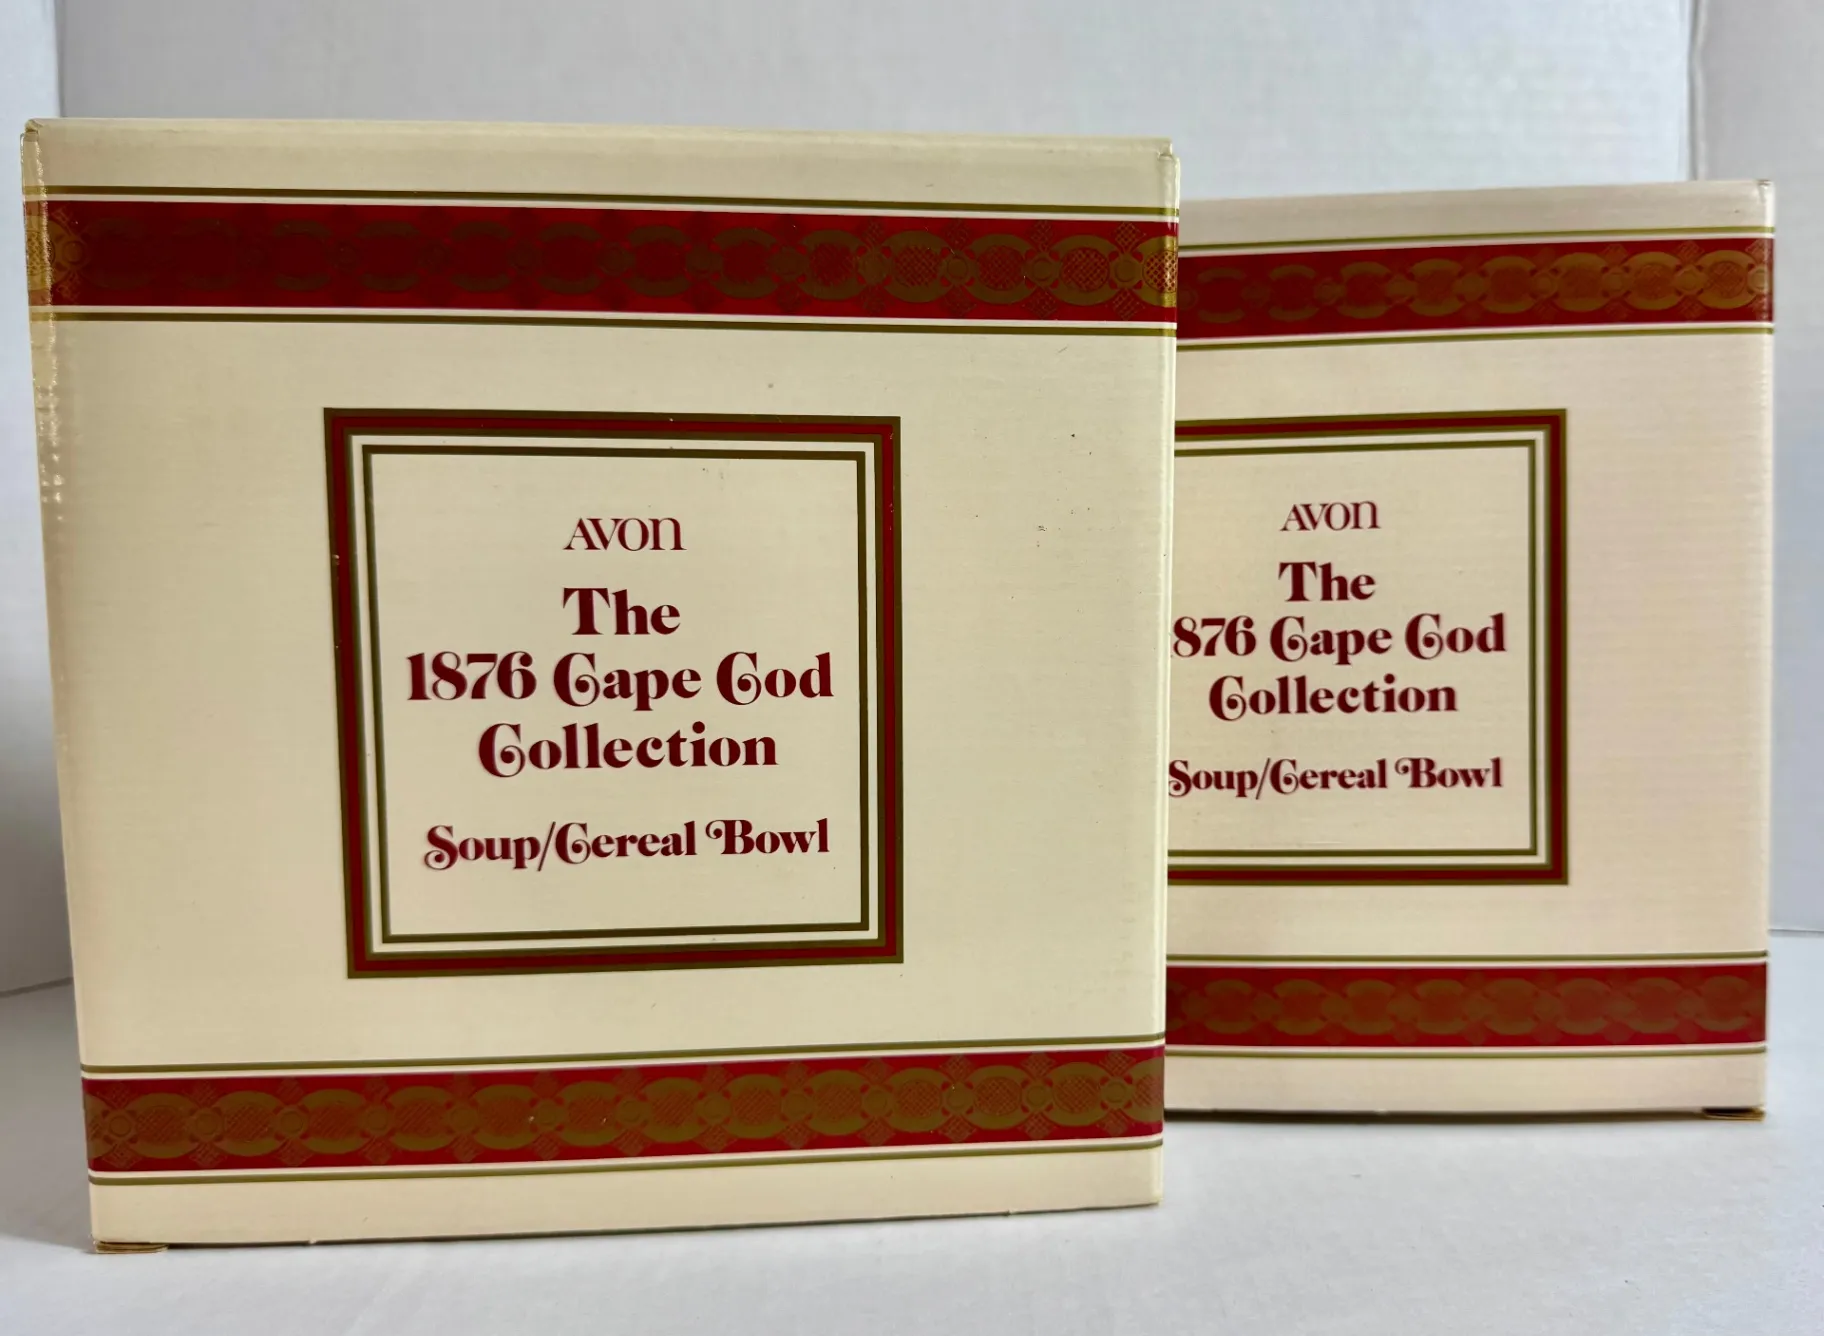 AVON
The
1876 Cape Cod
Collection
Soup/Cereal Bowl
AVON
The
876 Cape Cod
Collection
Soup/Cereal Bowl